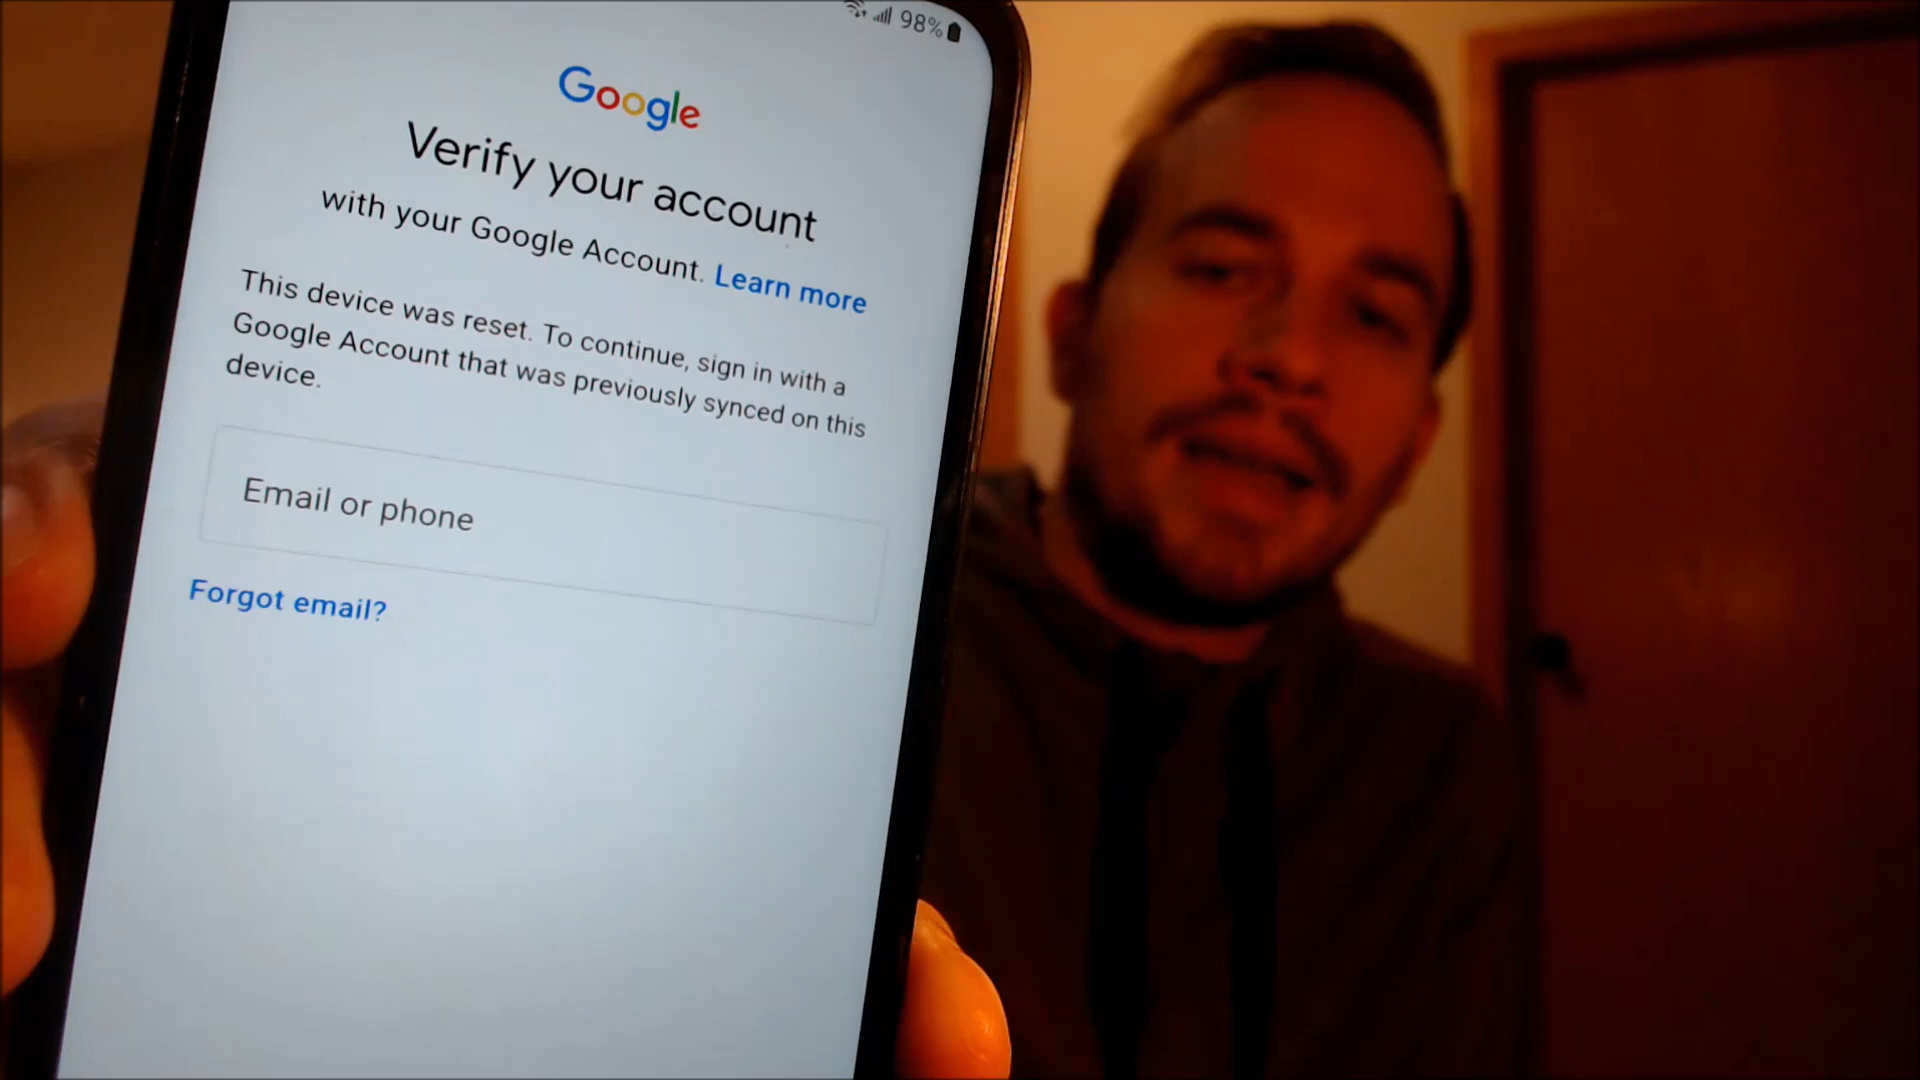 98%
Google
Verify your account
with your Google Account. Learn more
This device was reset. To continue, sign in with a
Google Account that was previously synced on this
device.
Email or phone
Forgot email?